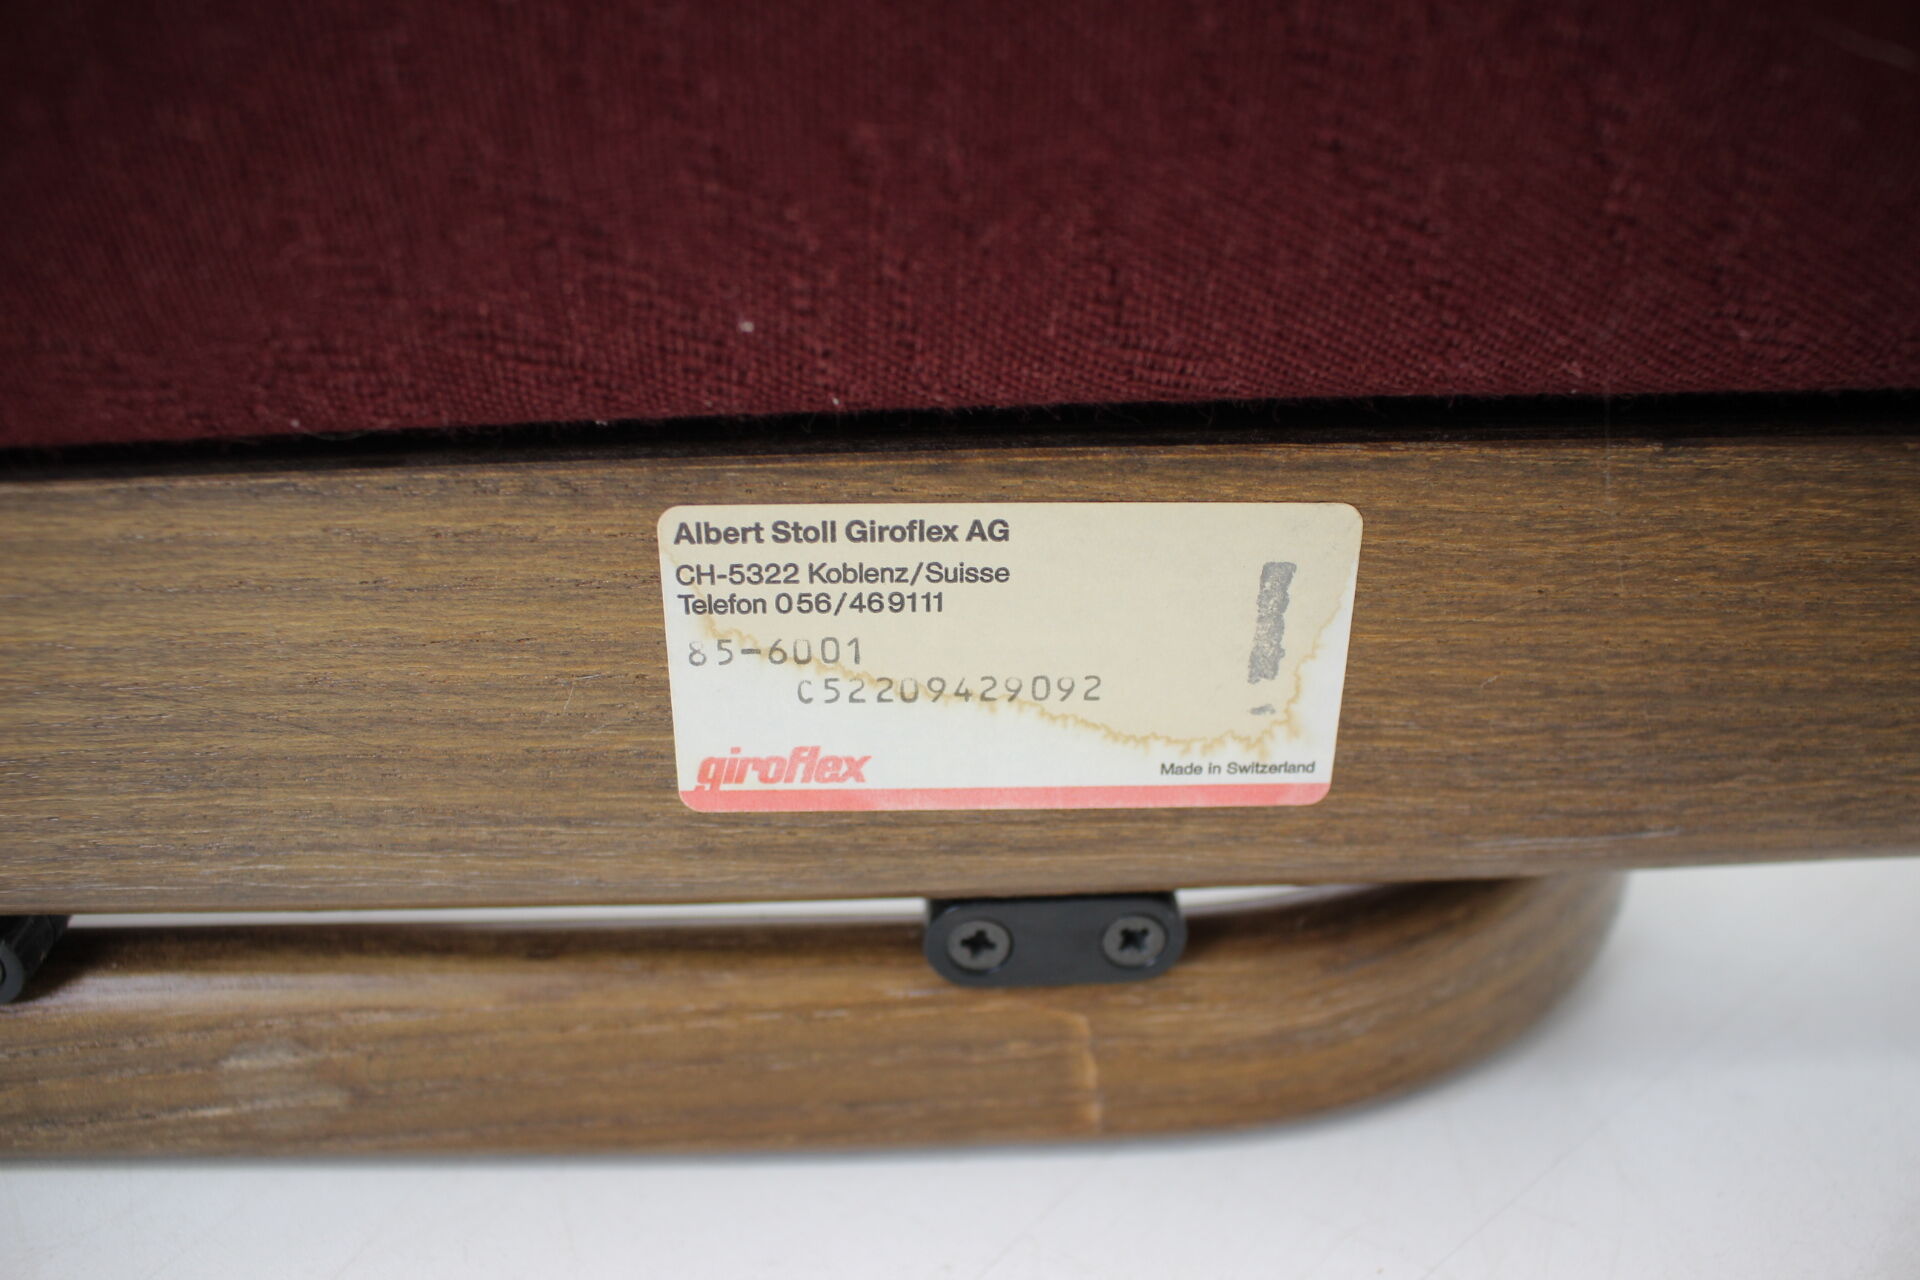 Albert Stoll Giroflex AG
CH-5322 Koblenz/Suisse
Telefon 056/469111
85-6001
C52209429092
giroflex
Made in Switzerland